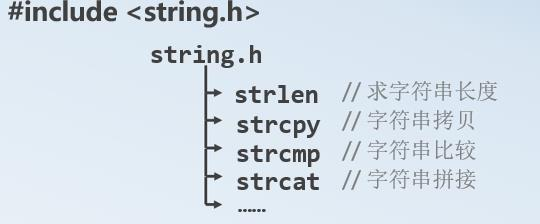 #include <string.h>
string.h
strlen // 求字符串长度
strcpy // 字符串拷贝
strcmp // 字符串比较
strcat // 字符串拼接
……